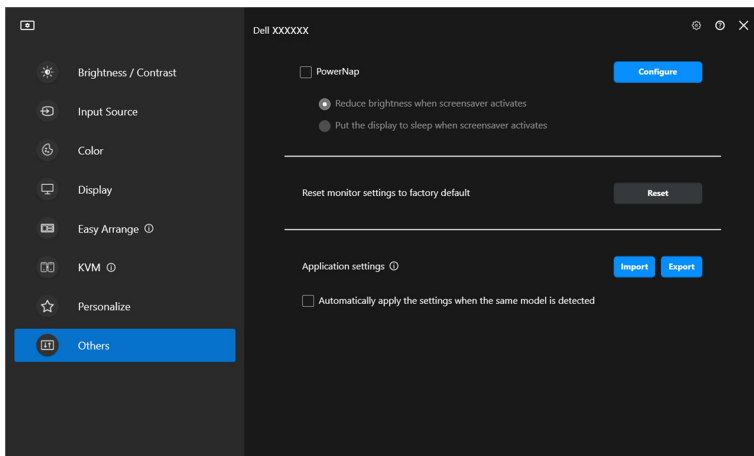 Dell XXXXXX
Brightness / Contrast
Input Source
Color
Display
Easy Arrange
KVM
Personalize
Others
PowerNap
Configure
Reduce brightness when screensaver activates
Put the display to sleep when screensaver activates
Reset monitor settings to factory default
Reset
Application settings
Import
Export
Automatically apply the settings when the same model is detected